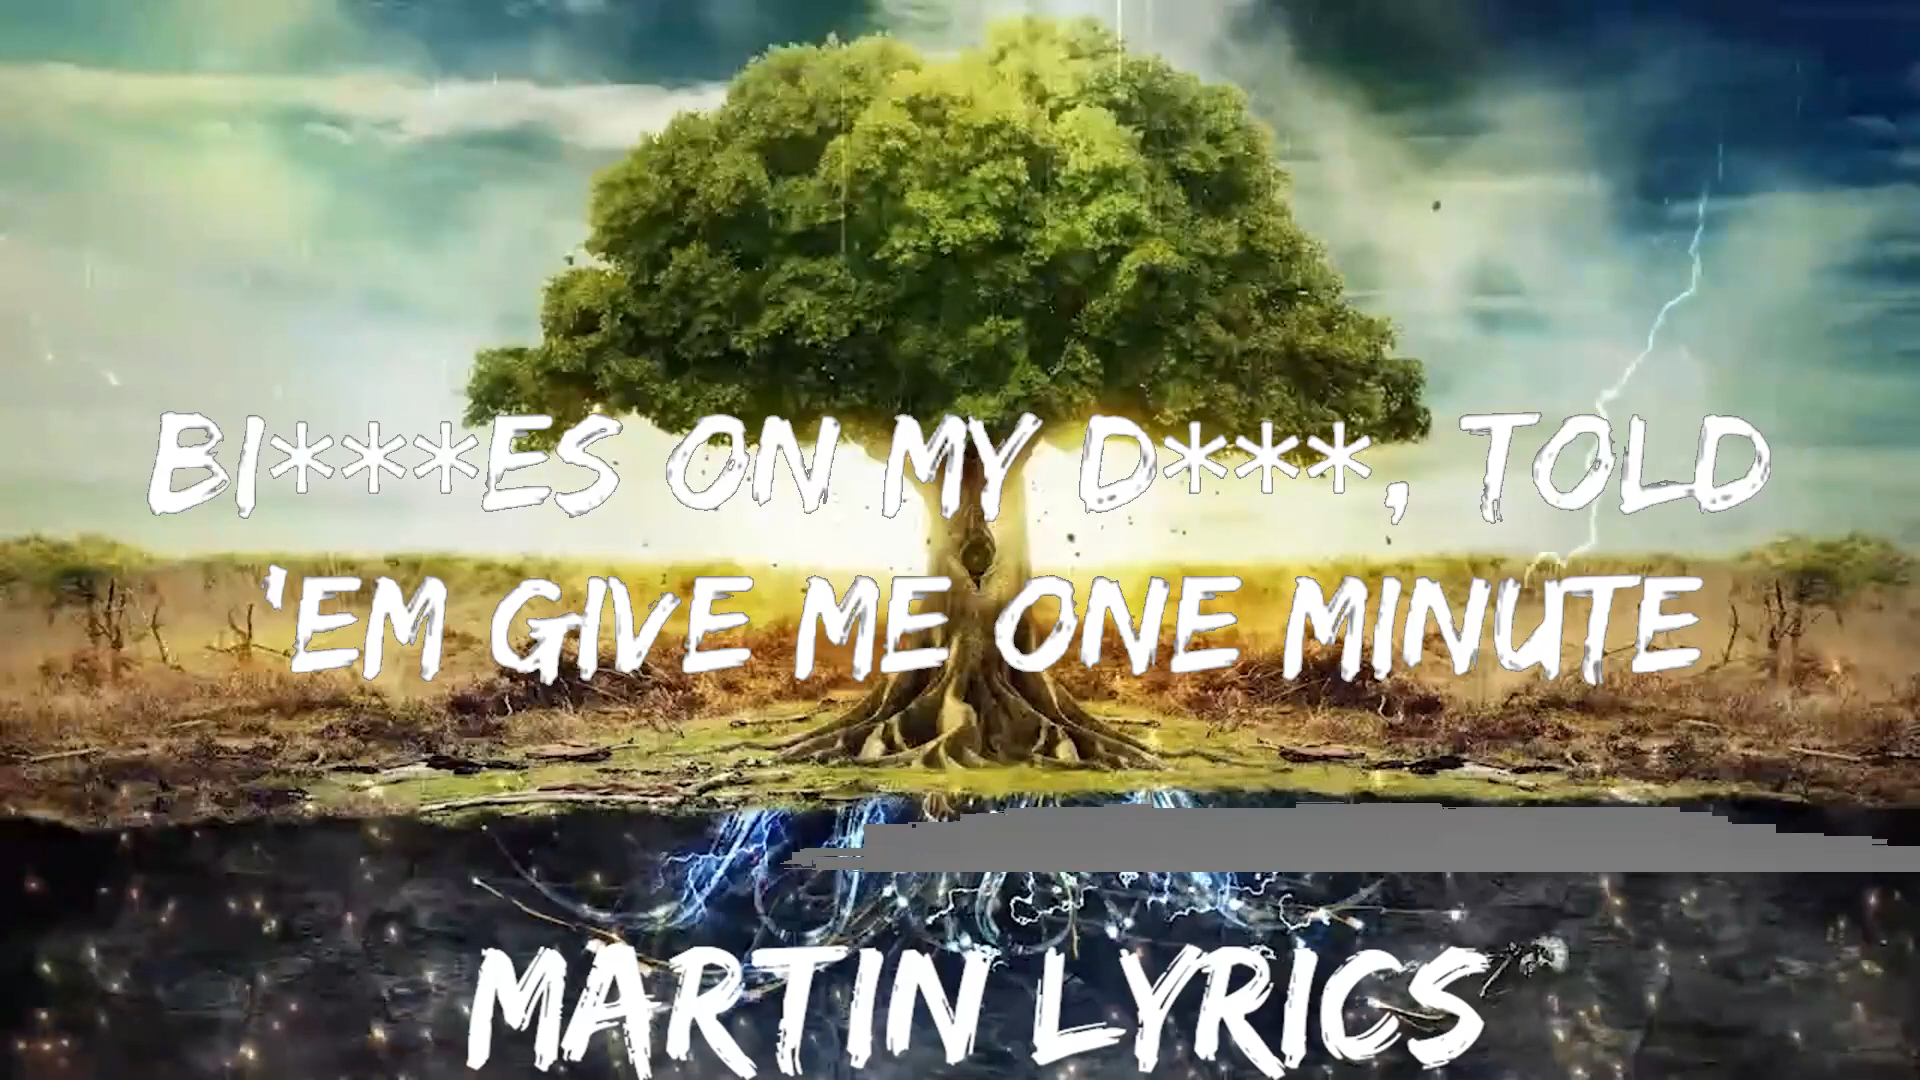 BI***ES ON MY D***, TOLD
'EM GIVE ME ONE MINUTE
MARTIN LYRICS